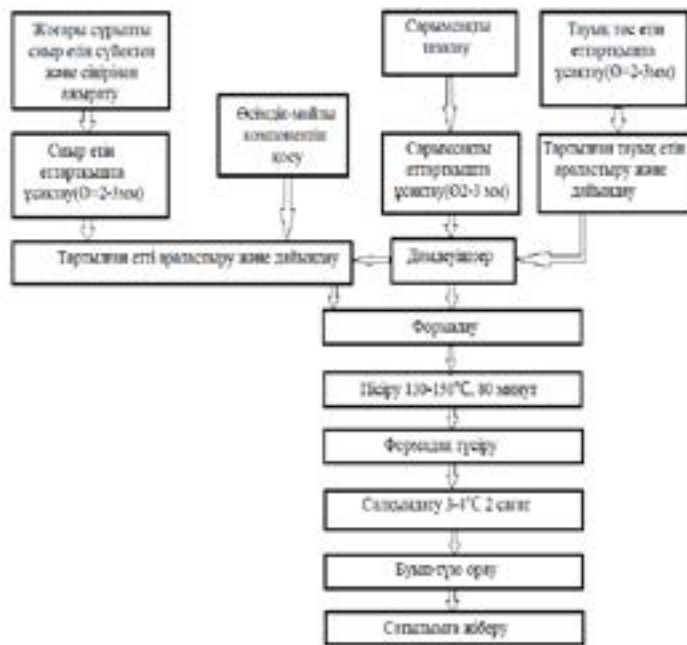 Жоғары сұрыпты
сиыр етін сүйектен
және сіңірінен
ажырату
Сиыр етін
еттартқышта
ұсақтау(O=2-3мм)
Өсімдік-майлы
компонентін
қосу
Сарымсақты
тазалау
Сарымсақты
еттартқышта
ұсақтау(O2-3 мм)
Тауық төс етін
еттартқышта
ұсақтау(O=2-3мм)
Тартылған тауық етін
араластыру және
дайындау
Тартылған етті араластыру және дайындау
Дәмдеуіштер
Формалау
Пісіру 130-150°C, 80 минут
Формадан түсіру
Салқындату 3-4°C 2 сағат
Буып-түю орау
Сатылымға жіберу